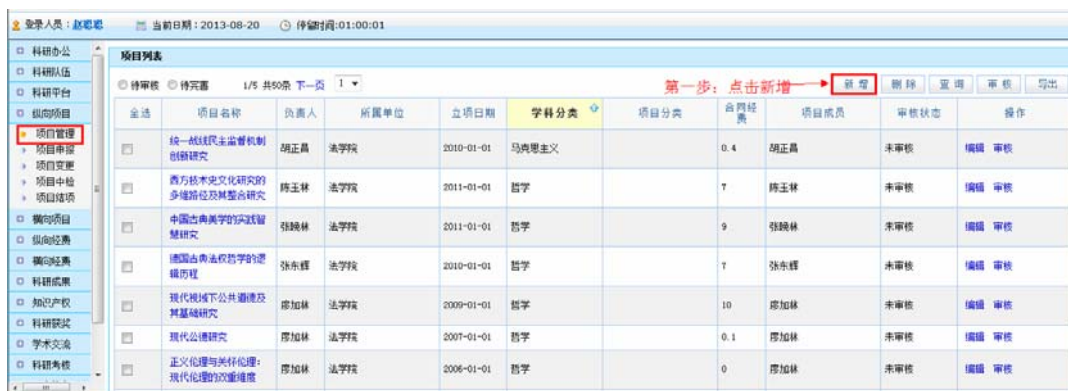 登录人员：赵聪聪 当前日期：2013-08-20 停留时间:01:00:01
科研办公
科研队伍
科研平台
纵向项目
项目管理
项目申报
项目变更
项目中检
项目结项
横向项目
纵向经费
横向经费
科研成果
知识产权
科研获奖
学术交流
科研考核
项目列表
待审核 待完善 1/5 共50条 下一页 1 第一步：点击新增 新增 删除 查询 审核 导出
全选 项目名称 负责人 所属单位 立项日期 学科分类 项目分类 合同经费 项目成员 审核状态 操作
统一战线民主监督机制
创新研究 胡正昌 法学院 2010-01-01 马克思主义 0.4 胡正昌 未审核 编辑 审核
西方技术史文化研究的
多维路径及其整合研究 陈玉林 法学院 2011-01-01 哲学 7 陈玉林 未审核 编辑 审核
中国古典美学的实践智
慧研究 张晚林 法学院 2011-01-01 哲学 9 张晚林 未审核 编辑 审核
德国古典法权哲学的逻
辑历程 张东辉 法学院 2010-01-01 哲学 7 张东辉 未审核 编辑 审核
现代视域下公共道德及
其基础研究 廖加林 法学院 2009-01-01 哲学 10 廖加林 未审核 编辑 审核
现代公德研究 廖加林 法学院 2007-01-01 哲学 0.1 廖加林 未审核 编辑 审核
正义伦理与关怀伦理：
现代伦理的双重维度 廖加林 法学院 2006-01-01 哲学 0 廖加林 未审核 编辑 审核